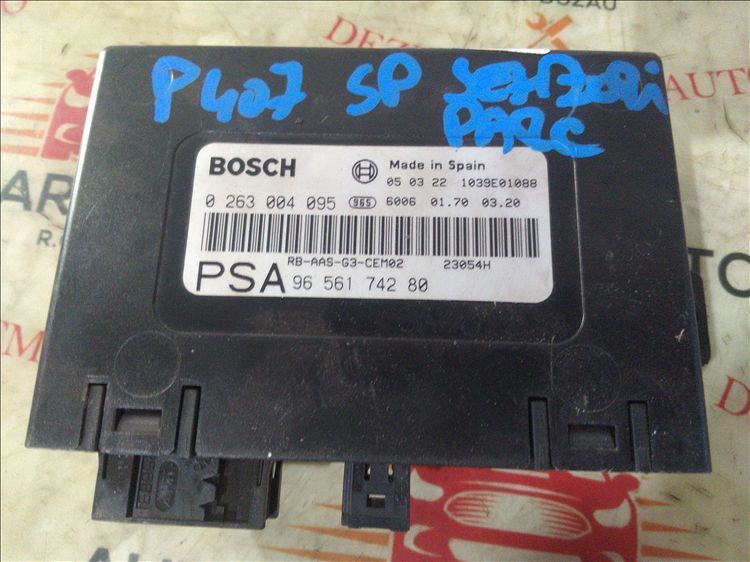 P407 SP SENZORI
PARC
BOSCH
Made in Spain
05 03 22 1039E01088
0 263 004 095 965 6006 01.70 03.20
RB-AAS-G3-CEM02 23054H
PSA 96 561 742 80